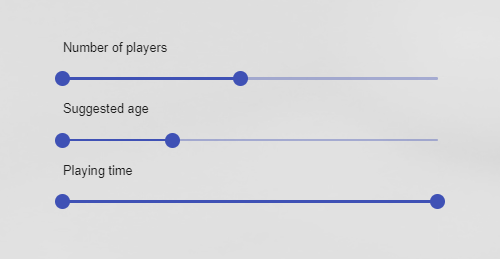 Number of players
Suggested age
Playing time